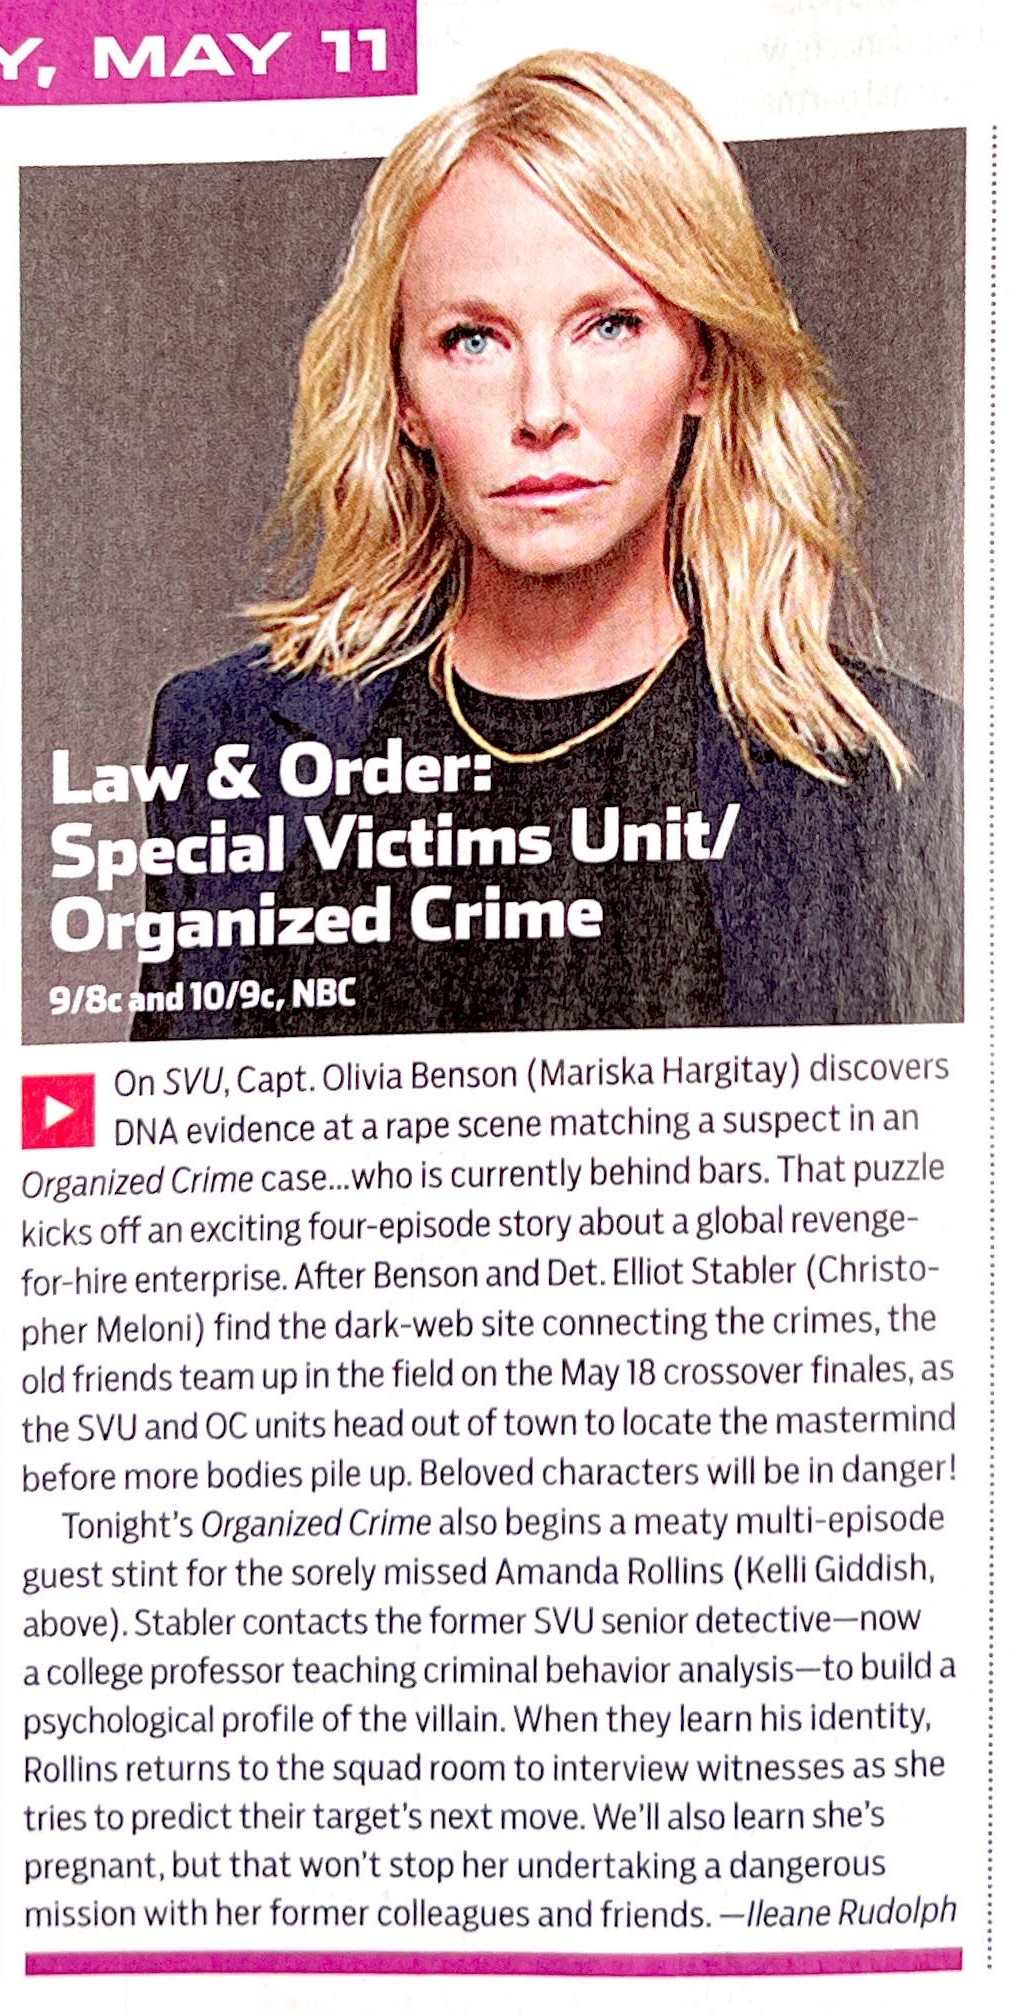 Y, MAY 11
Law & Order:
Special Victims Unit/
Organized Crime
9/8c and 10/9c, NBC
On SVU, Capt. Olivia Benson (Mariska Hargitay) discovers
DNA evidence at a rape scene matching a suspect in an
Organized Crime case...who is currently behind bars. That puzzle
kicks off an exciting four-episode story about a global revenge-
for-hire enterprise. After Benson and Det. Elliot Stabler (Christo-
pher Meloni) find the dark-web site connecting the crimes, the
old friends team up in the field on the May 18 crossover finales, as
the SVU and OC units head out of town to locate the mastermind
before more bodies pile up. Beloved characters will be in danger!
Tonight's Organized Crime also begins a meaty multi-episode
guest stint for the sorely missed Amanda Rollins (Kelli Giddish,
above). Stabler contacts the former SVU senior detective—now
a college professor teaching criminal behavior analysis—to build a
psychological profile of the villain. When they learn his identity,
Rollins returns to the squad room to interview witnesses as she
tries to predict their target's next move. We'll also learn she's
pregnant, but that won't stop her undertaking a dangerous
mission with her former colleagues and friends. —Ileane Rudolph